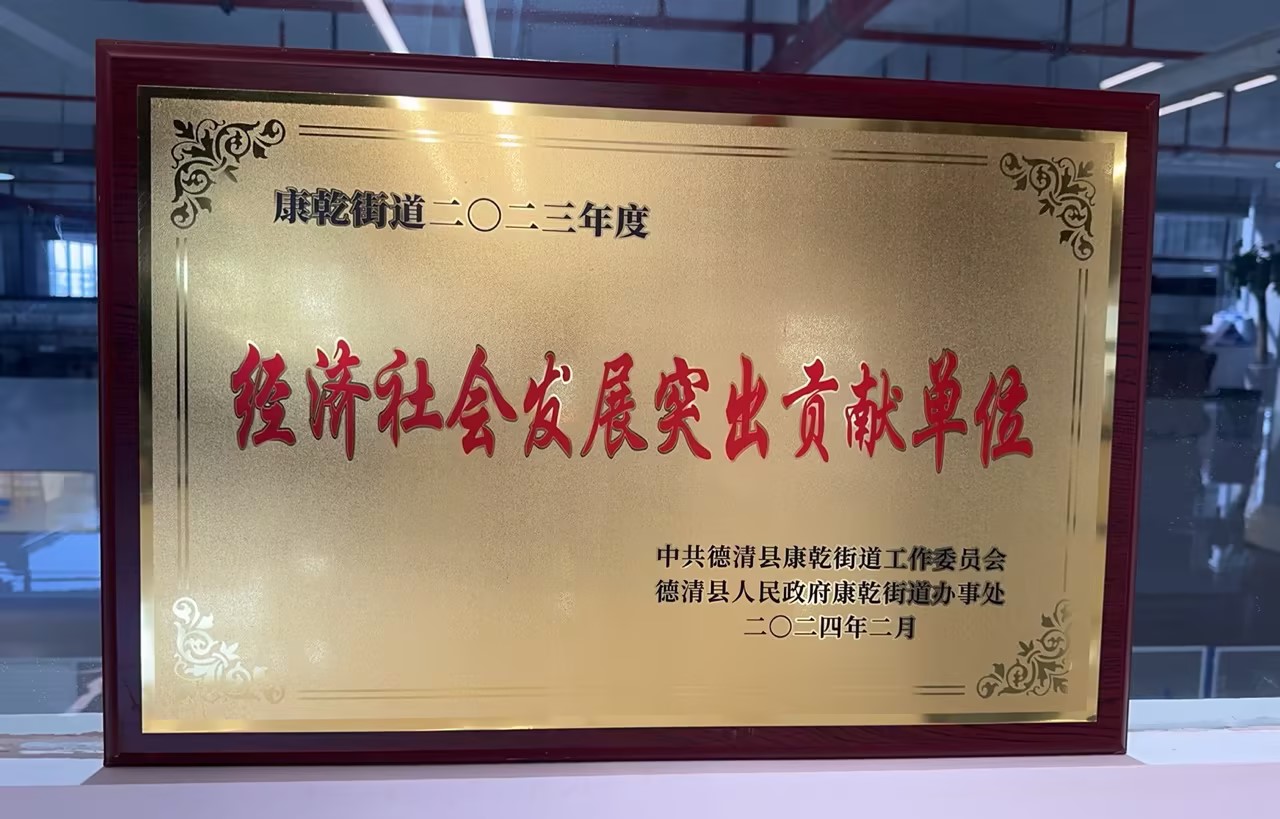 康乾街道二〇二三年度
经济社会发展突出贡献单位
中共德清县康乾街道工作委员会
德清县人民政府康乾街道办事处
二〇二四年二月